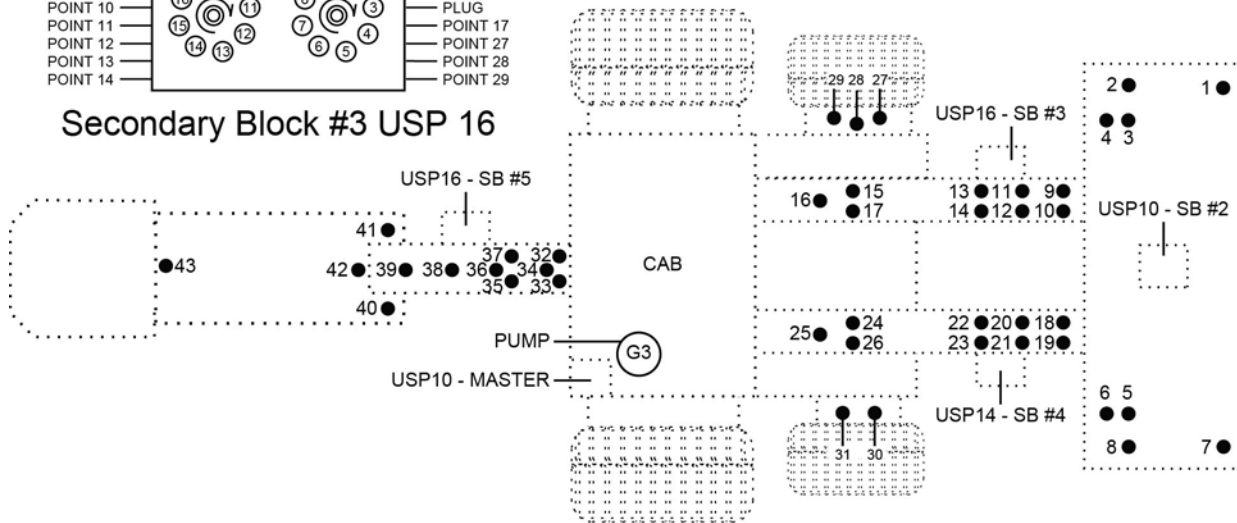 POINT 10
POINT 11
POINT 12
POINT 13
POINT 14
11
15
14
13
12
3
7
6
5
4
PLUG
POINT 17
POINT 27
POINT 28
POINT 29
Secondary Block #3 USP 16
29 28 27
USP16 - SB #3
2
1
4 3
USP16 - SB #5
16
15
17
13 11 9
14 12 10
USP10 - SB #2
41
43
42 39 38 36 34
37 32
35 33
40
CAB
PUMP
G3
USP10 - MASTER
25
24
26
22 20 18
23 21 19
USP14 - SB #4
6 5
8
7
31 30